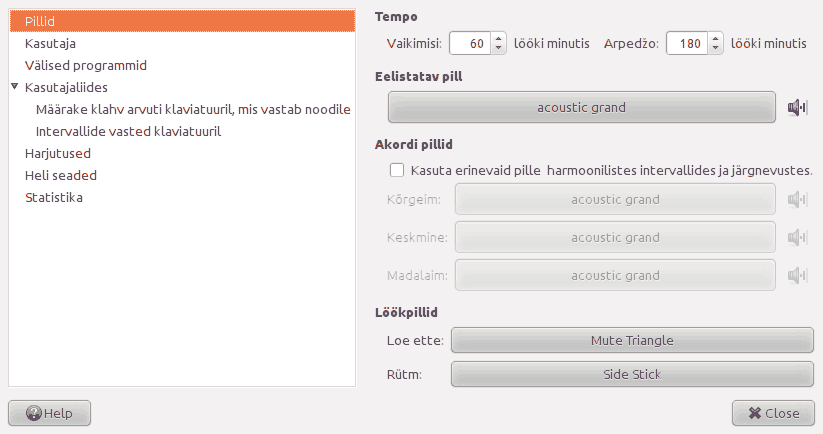 Pillid
Kasutaja
Välised programmid
Kasutajaliides
Määrake klahv arvuti klaviatuuril, mis vastab noodile
Intervallide vasted klaviatuuril
Harjutused
Heli seaded
Statistika
Tempo
Vaikimisi: 60 lööki minutis Arpedžo: 180 lööki minutis
Eelistatav pill
acoustic grand
Akordi pillid
Kasuta erinevaid pille harmoonilistes intervallides ja järgnevustes.
Kõrgeim: acoustic grand
Keskmine: acoustic grand
Madalaim: acoustic grand
Löökpillid
Loe ette: Mute Triangle
Rütm: Side Stick
Help Close